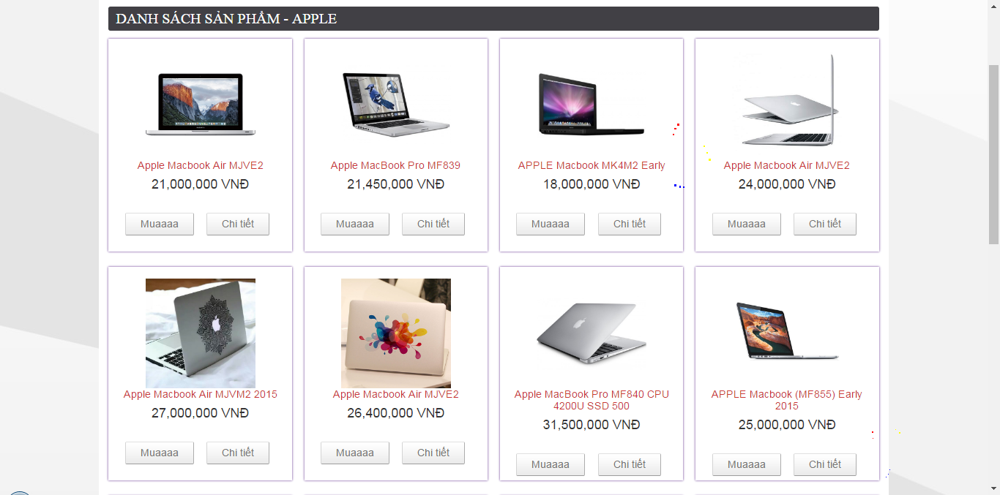 DANH SÁCH SẢN PHẨM - APPLE
Apple Macbook Air MJVE2
21,000,000 VNĐ
Muaaaa Chi tiết
Apple MacBook Pro MF839
21,450,000 VNĐ
Muaaaa Chi tiết
APPLE Macbook MK4M2 Early
18,000,000 VNĐ
Muaaaa Chi tiết
Apple Macbook Air MJVE2
24,000,000 VNĐ
Muaaaa Chi tiết
Apple Macbook Air MJVM2 2015
27,000,000 VNĐ
Muaaaa Chi tiết
Apple Macbook Air MJVE2
26,400,000 VNĐ
Muaaaa Chi tiết
Apple MacBook Pro MF840 CPU
4200U SSD 500
31,500,000 VNĐ
Muaaaa Chi tiết
APPLE Macbook (MF855) Early
2015
25,000,000 VNĐ
Muaaaa Chi tiết